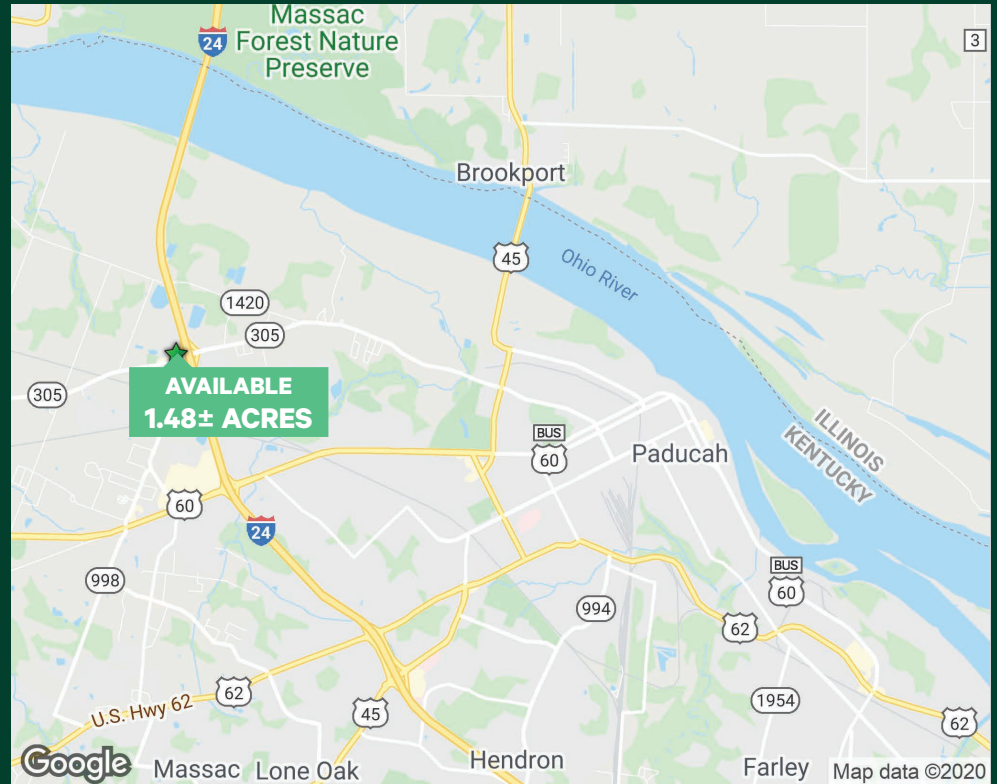 Massac
Forest Nature
Preserve
24
3
Brookport
45
Ohio River
1420
305
305
AVAILABLE
1.48± ACRES
ILLINOIS
KENTUCKY
BUS
60
Paducah
60
24
998
BUS
60
994
62
62
U.S. Hwy 62
45
1954
62
Google
Massac
Lone Oak
Hendron
Farley
Map data ©2020